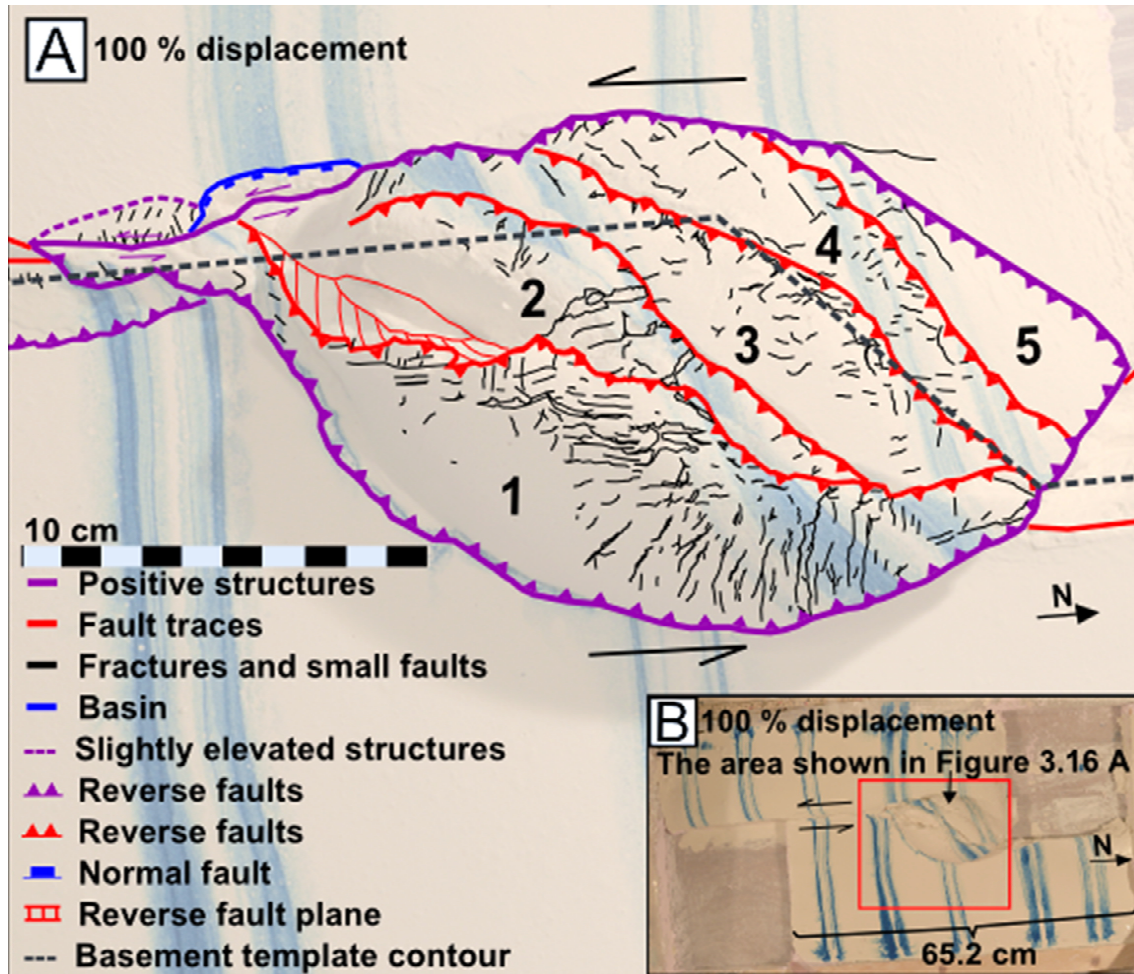 A 100 % displacement
4
2
3
5
1
10 cm
Positive structures
Fault traces
Fractures and small faults
Basin
Slightly elevated structures
Reverse faults
Reverse faults
Normal fault
Reverse fault plane
Basement template contour
N
B 100 % displacement
The area shown in Figure 3.16 A
N
65.2 cm